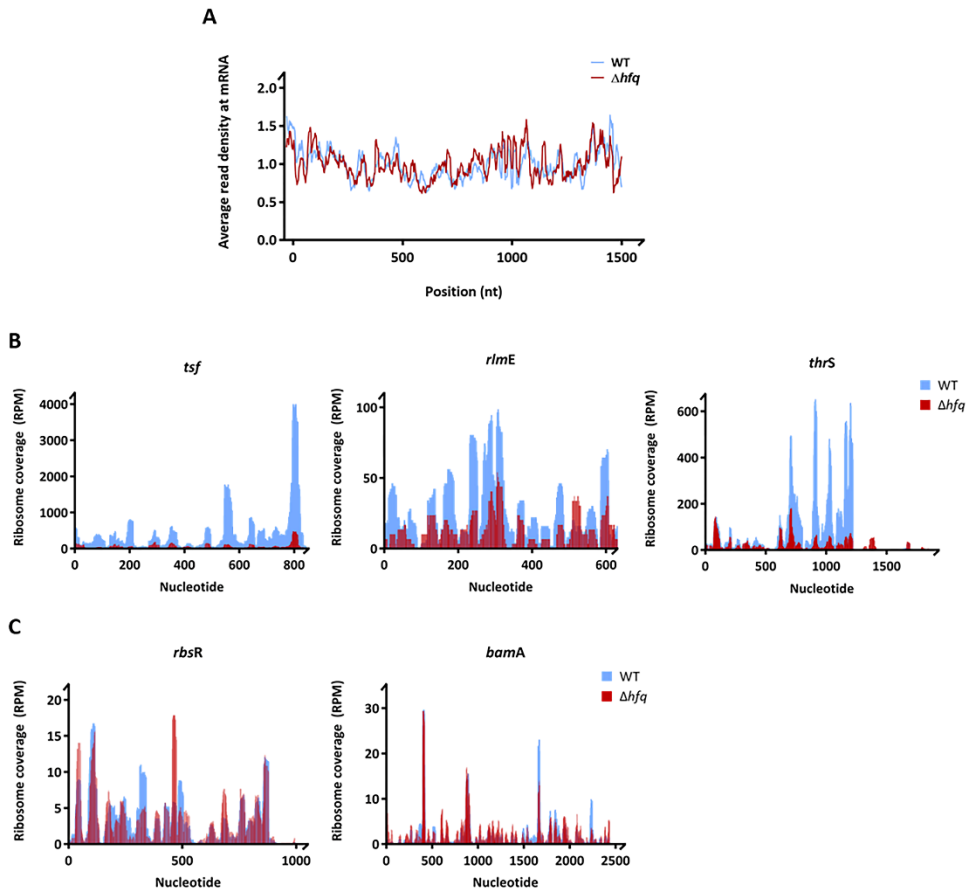 A
WT
Δhfq
Average read density at mRNA
2.0
1.5
1.0
0.5
0.0
0 500 1000 1500
Position (nt)
B
tsf
Ribosome coverage (RPM)
4000
3000
2000
1000
0
0 200 400 600 800
Nucleotide
rlmE
Ribosome coverage (RPM)
100
50
0
0 200 400 600
Nucleotide
thrS
Ribosome coverage (RPM)
600
400
200
0
0 500 1000 1500
Nucleotide
WT
Δhfq
C
rbsR
Ribosome coverage (RPM)
20
15
10
5
0
0 500 1000
Nucleotide
bamA
Ribosome coverage (RPM)
30
20
10
0
0 500 1000 1500 2000 2500
Nucleotide
WT
Δhfq